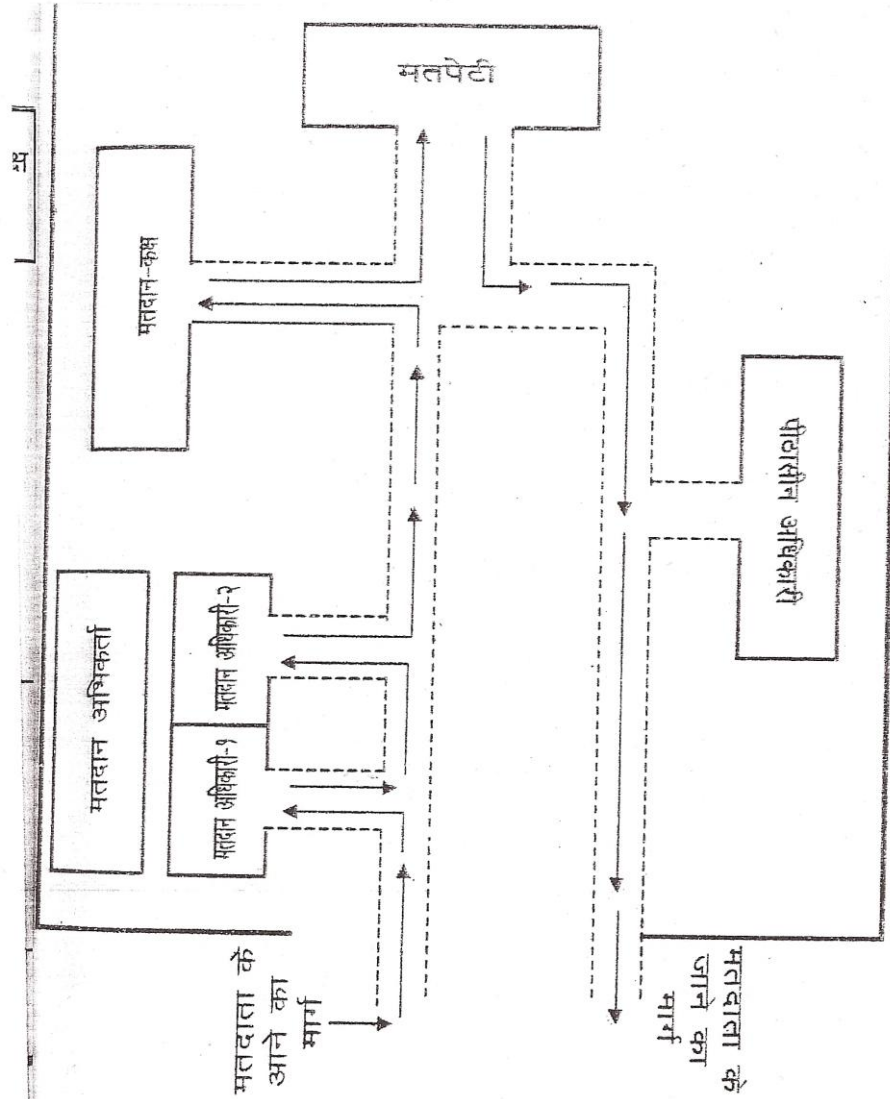 मतपेटी
क्ष
मतदान-कक्ष
पीठासीन अधिकारी
मतदान अभिकर्ता
मतदान अधिकारी-२
मतदान अधिकारी-१
मतदाता के
आने का
मार्ग
मतदाता के
जाने का
मार्ग